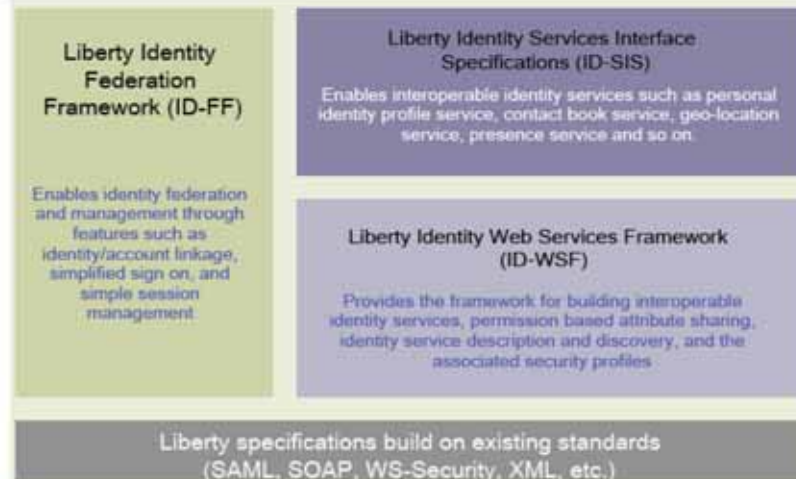 Liberty Identity
Federation
Framework (ID-FF)
Enables identity federation
and management through
features such as
identity/account linkage,
simplified sign on, and
simple session
management
Liberty Identity Services Interface
Specifications (ID-SIS)
Enables interoperable identity services such as personal
identity profile service, contact book service, geo-location
service, presence service and so on.
Liberty Identity Web Services Framework
(ID-WSF)
Provides the framework for building interoperable
identity services, permission based attribute sharing,
identity service description and discovery, and the
associated security profiles
Liberty specifications build on existing standards
(SAML, SOAP, WS-Security, XML, etc.)